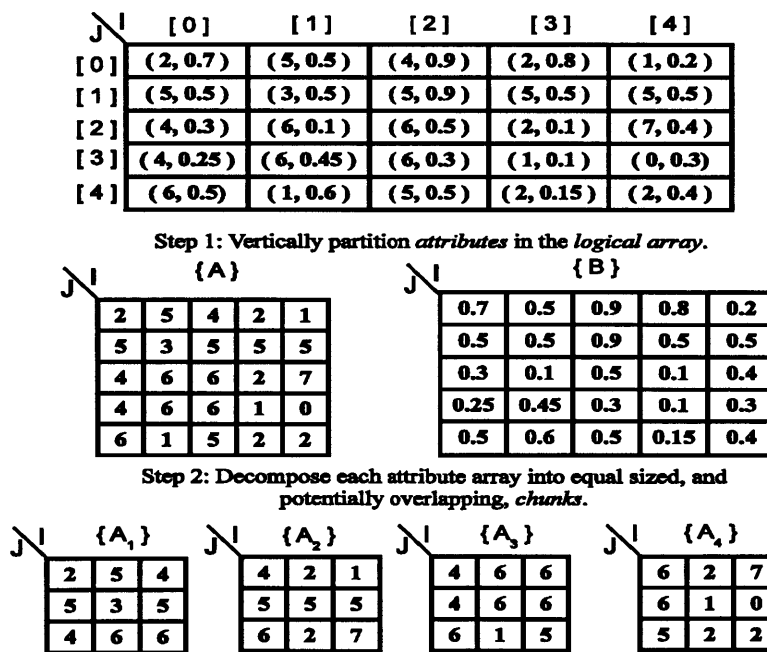 J I [ 0 ] [ 1 ] [ 2 ] [ 3 ] [ 4 ]
[ 0 ] ( 2, 0.7 ) ( 5, 0.5 ) ( 4, 0.9 ) ( 2, 0.8 ) ( 1, 0.2 )
[ 1 ] ( 5, 0.5 ) ( 3, 0.5 ) ( 5, 0.9 ) ( 5, 0.5 ) ( 5, 0.5 )
[ 2 ] ( 4, 0.3 ) ( 6, 0.1 ) ( 6, 0.5 ) ( 2, 0.1 ) ( 7, 0.4 )
[ 3 ] ( 4, 0.25 ) ( 6, 0.45 ) ( 6, 0.3 ) ( 1, 0.1 ) ( 0, 0.3)
[ 4 ] ( 6, 0.5) ( 1, 0.6 ) ( 5, 0.5 ) ( 2, 0.15 ) ( 2, 0.4 )
Step 1: Vertically partition attributes in the logical array.
J I { A } J I { B }
2 5 4 2 1 0.7 0.5 0.9 0.8 0.2
5 3 5 5 5 0.5 0.5 0.9 0.5 0.5
4 6 6 2 7 0.3 0.1 0.5 0.1 0.4
4 6 6 1 0 0.25 0.45 0.3 0.1 0.3
6 1 5 2 2 0.5 0.6 0.5 0.15 0.4
Step 2: Decompose each attribute array into equal sized, and
potentially overlapping, chunks.
J I {A₁} J I {A₂} J I {A₃} J I {A₄}
2 5 4 4 2 1 4 6 6 6 2 7
5 3 5 5 5 5 4 6 6 6 1 0
4 6 6 6 2 7 6 1 5 5 2 2